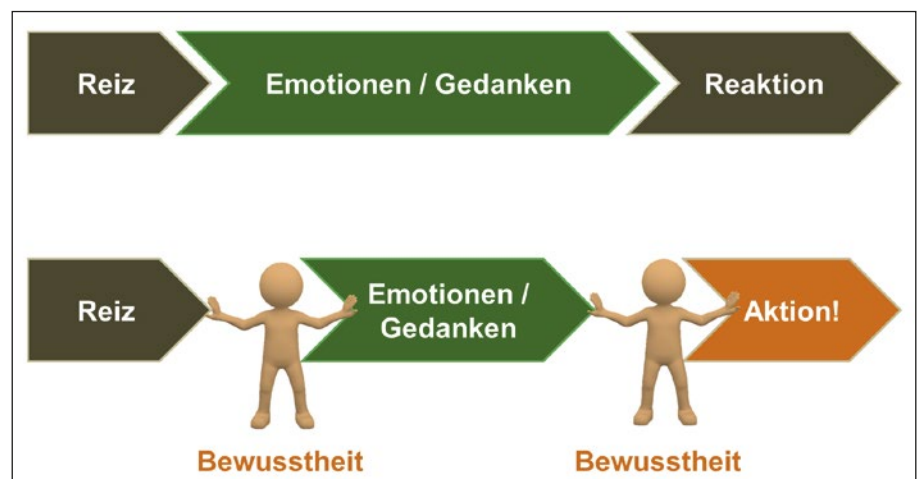 Reiz
Emotionen / Gedanken
Reaktion
Reiz
Emotionen /
Gedanken
Aktion!
Bewusstheit
Bewusstheit